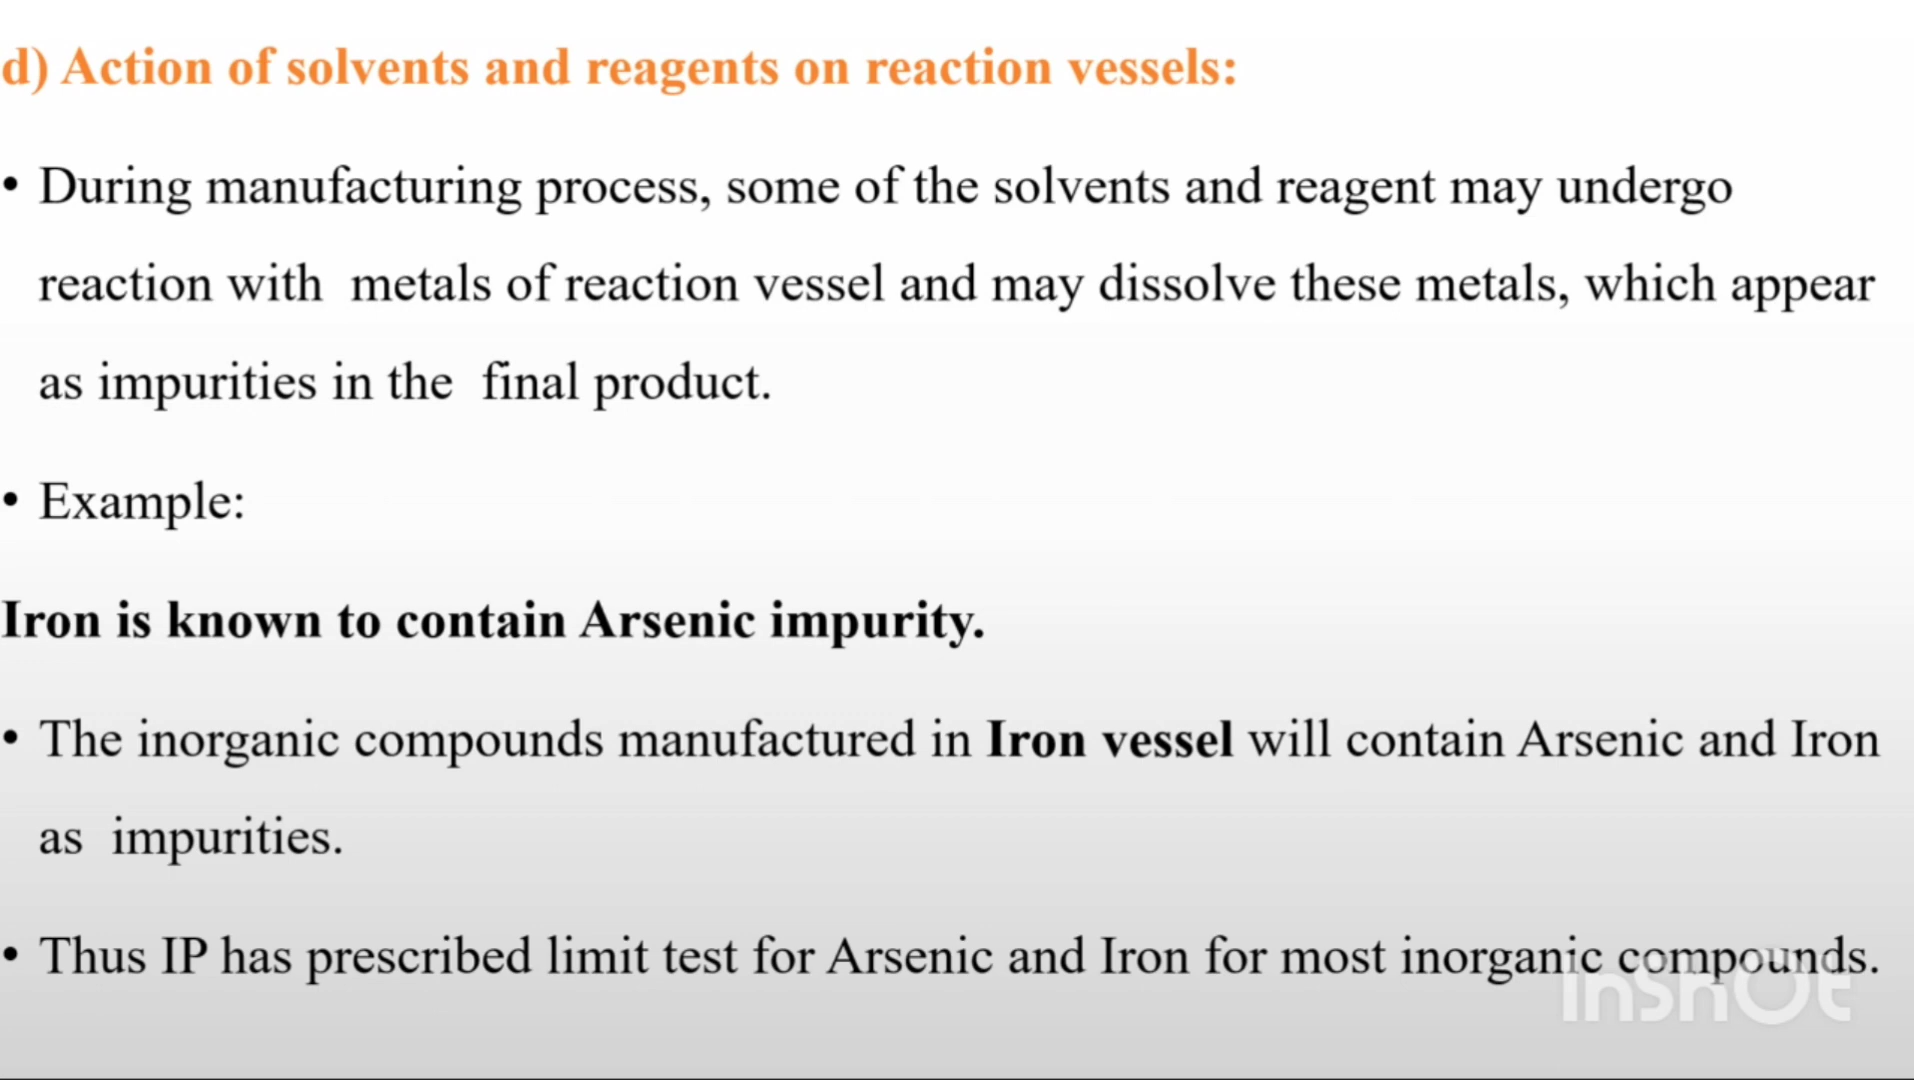 d) Action of solvents and reagents on reaction vessels:
• During manufacturing process, some of the solvents and reagent may undergo
reaction with metals of reaction vessel and may dissolve these metals, which appear
as impurities in the final product.
• Example:
Iron is known to contain Arsenic impurity.
• The inorganic compounds manufactured in Iron vessel will contain Arsenic and Iron
as impurities.
• Thus IP has prescribed limit test for Arsenic and Iron for most inorganic compounds.
InShOt